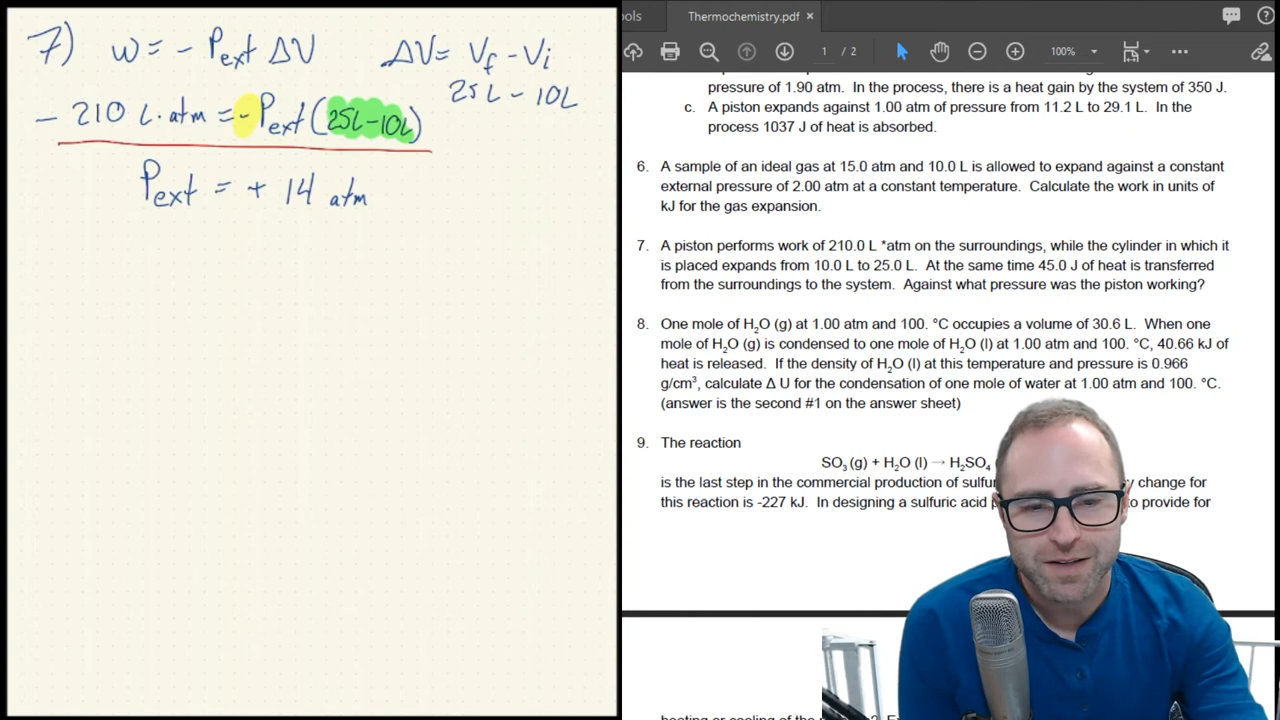 7) w = - Pext ΔV
ΔV = Vf - Vi
25L - 10L
- 210 L·atm = - Pext (25L-10L)
Pext = + 14 atm
ools
Thermochemistry.pdf ×
1 / 2
100%
pressure of 1.90 atm. In the process, there is a heat gain by the system of 350 J.
c. A piston expands against 1.00 atm of pressure from 11.2 L to 29.1 L. In the
process 1037 J of heat is absorbed.
6. A sample of an ideal gas at 15.0 atm and 10.0 L is allowed to expand against a constant
external pressure of 2.00 atm at a constant temperature. Calculate the work in units of
kJ for the gas expansion.
7. A piston performs work of 210.0 L *atm on the surroundings, while the cylinder in which it
is placed expands from 10.0 L to 25.0 L. At the same time 45.0 J of heat is transferred
from the surroundings to the system. Against what pressure was the piston working?
8. One mole of H₂O (g) at 1.00 atm and 100. °C occupies a volume of 30.6 L. When one
mole of H₂O (g) is condensed to one mole of H₂O (l) at 1.00 atm and 100. °C, 40.66 kJ of
heat is released. If the density of H₂O (l) at this temperature and pressure is 0.966
g/cm³, calculate Δ U for the condensation of one mole of water at 1.00 atm and 100. °C.
(answer is the second #1 on the answer sheet)
9. The reaction
SO₃ (g) + H₂O (l) → H₂SO₄
is the last step in the commercial production of sulfur change for
this reaction is -227 kJ. In designing a sulfuric acid to provide for
heating or cooling of the